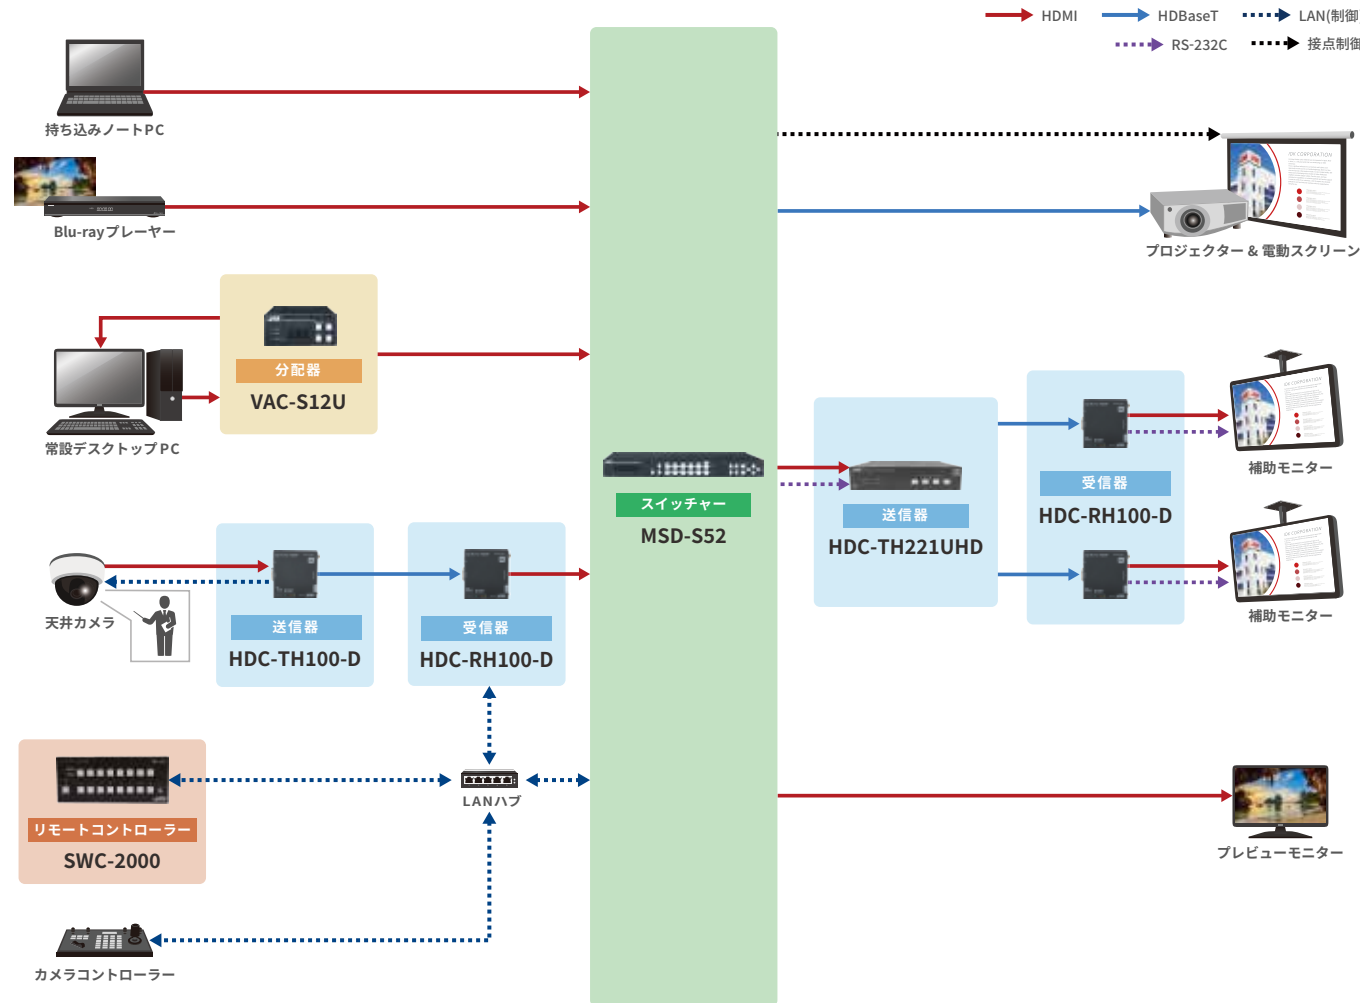 HDMI
HDBaseT
LAN(制御
RS-232C
接点制御
持ち込みノートPC
Blu-rayプレーヤー
プロジェクター & 電動スクリーン
分配器
VAC-S12U
常設デスクトップPC
スイッチャー
MSD-S52
送信器
HDC-TH221UHD
受信器
HDC-RH100-D
補助モニター
補助モニター
天井カメラ
送信器
HDC-TH100-D
受信器
HDC-RH100-D
LANハブ
リモートコントローラー
SWC-2000
プレビューモニター
カメラコントローラー